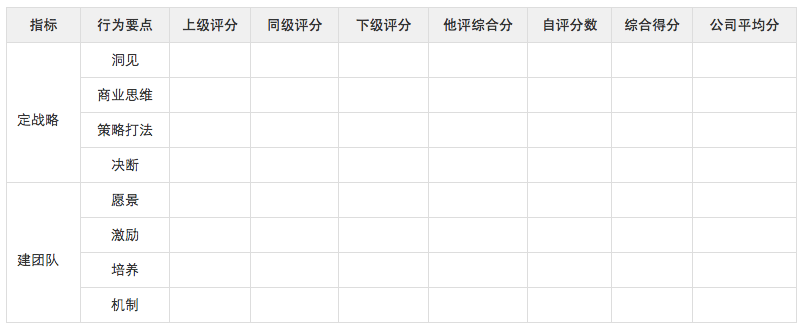 指标 行为要点 上级评分 同级评分 下级评分 他评综合分 自评分数 综合得分 公司平均分
定战略 洞见
商业思维
策略打法
决断
建团队 愿景
激励
培养
机制